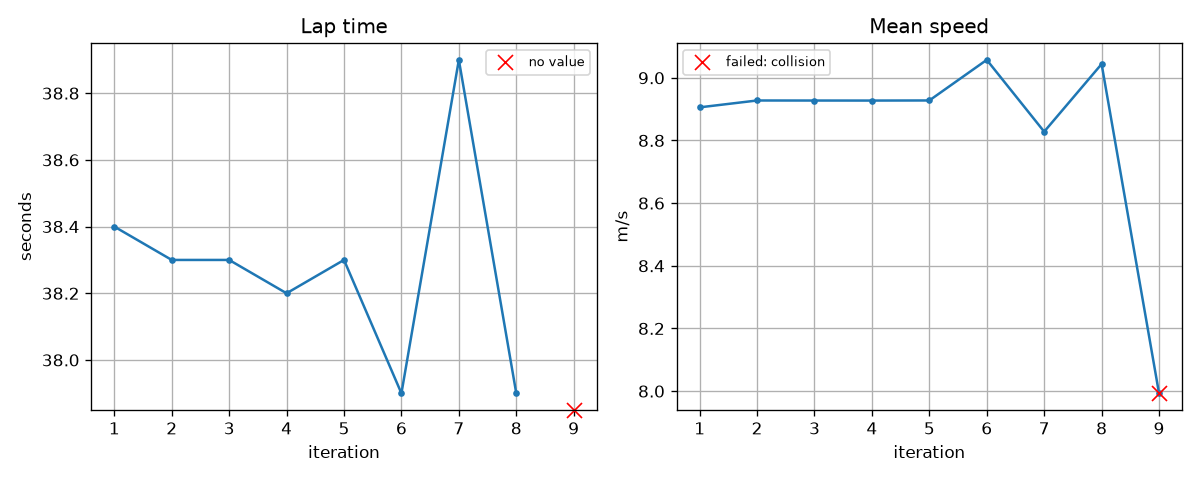 Lap time
no value
38.8
38.6
38.4
38.2
38.0
seconds
1 2 3 4 5 6 7 8 9
iteration
Mean speed
failed: collision
9.0
8.8
8.6
8.4
8.2
8.0
m/s
1 2 3 4 5 6 7 8 9
iteration